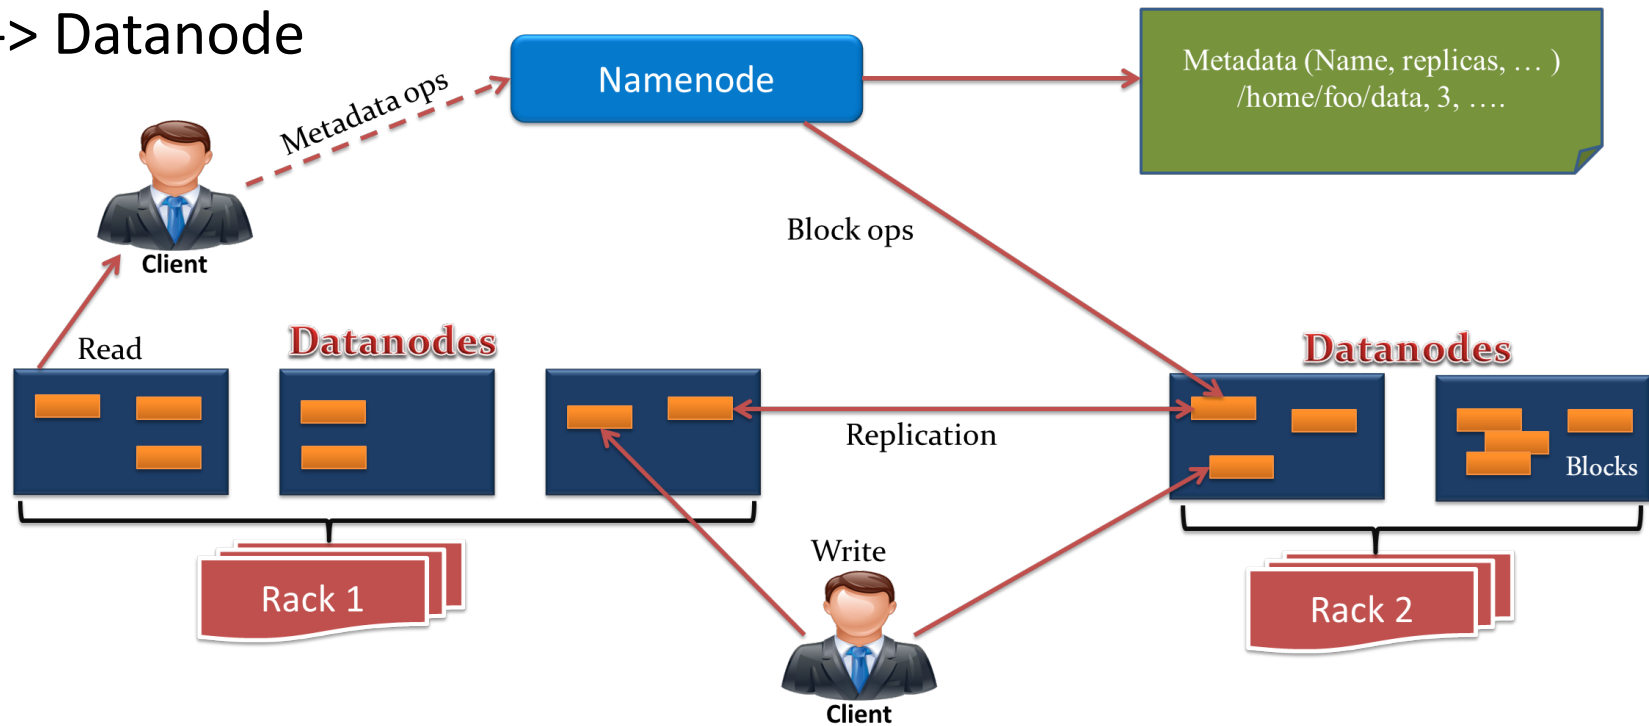 -> Datanode
Namenode
Metadata (Name, replicas, … )
/home/foo/data, 3, ….
Metadata ops
Client
Block ops
Read
Datanodes
Datanodes
Replication
Blocks
Write
Rack 1
Rack 2
Client